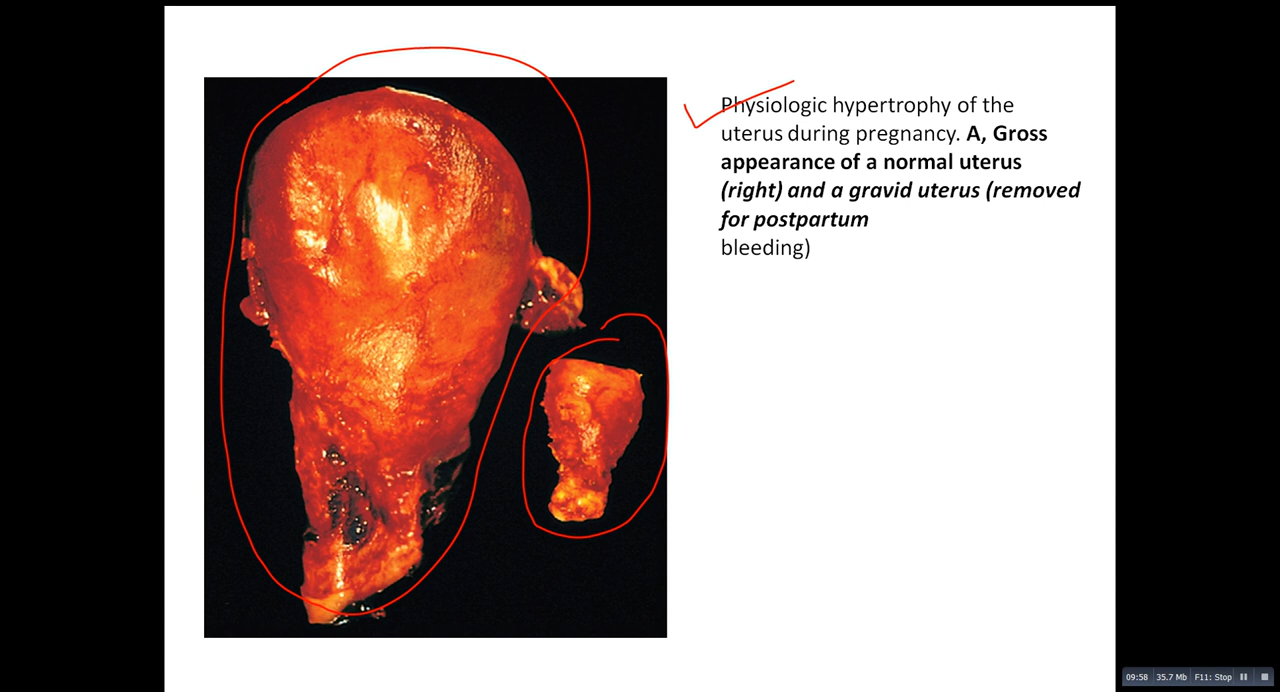 Physiologic hypertrophy of the
uterus during pregnancy. A, Gross
appearance of a normal uterus
(right) and a gravid uterus (removed
for postpartum
bleeding)
09:58 35.7 Mb F11: Stop